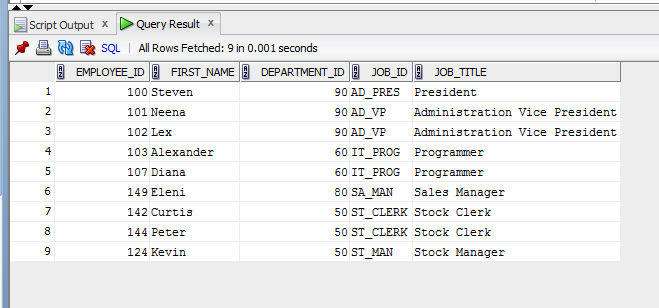 Script Output x Query Result x
SQL | All Rows Fetched: 9 in 0.001 seconds
EMPLOYEE_ID FIRST_NAME DEPARTMENT_ID JOB_ID JOB_TITLE
1 100 Steven 90 AD_PRES President
2 101 Neena 90 AD_VP Administration Vice President
3 102 Lex 90 AD_VP Administration Vice President
4 103 Alexander 60 IT_PROG Programmer
5 107 Diana 60 IT_PROG Programmer
6 149 Eleni 80 SA_MAN Sales Manager
7 142 Curtis 50 ST_CLERK Stock Clerk
8 144 Peter 50 ST_CLERK Stock Clerk
9 124 Kevin 50 ST_MAN Stock Manager